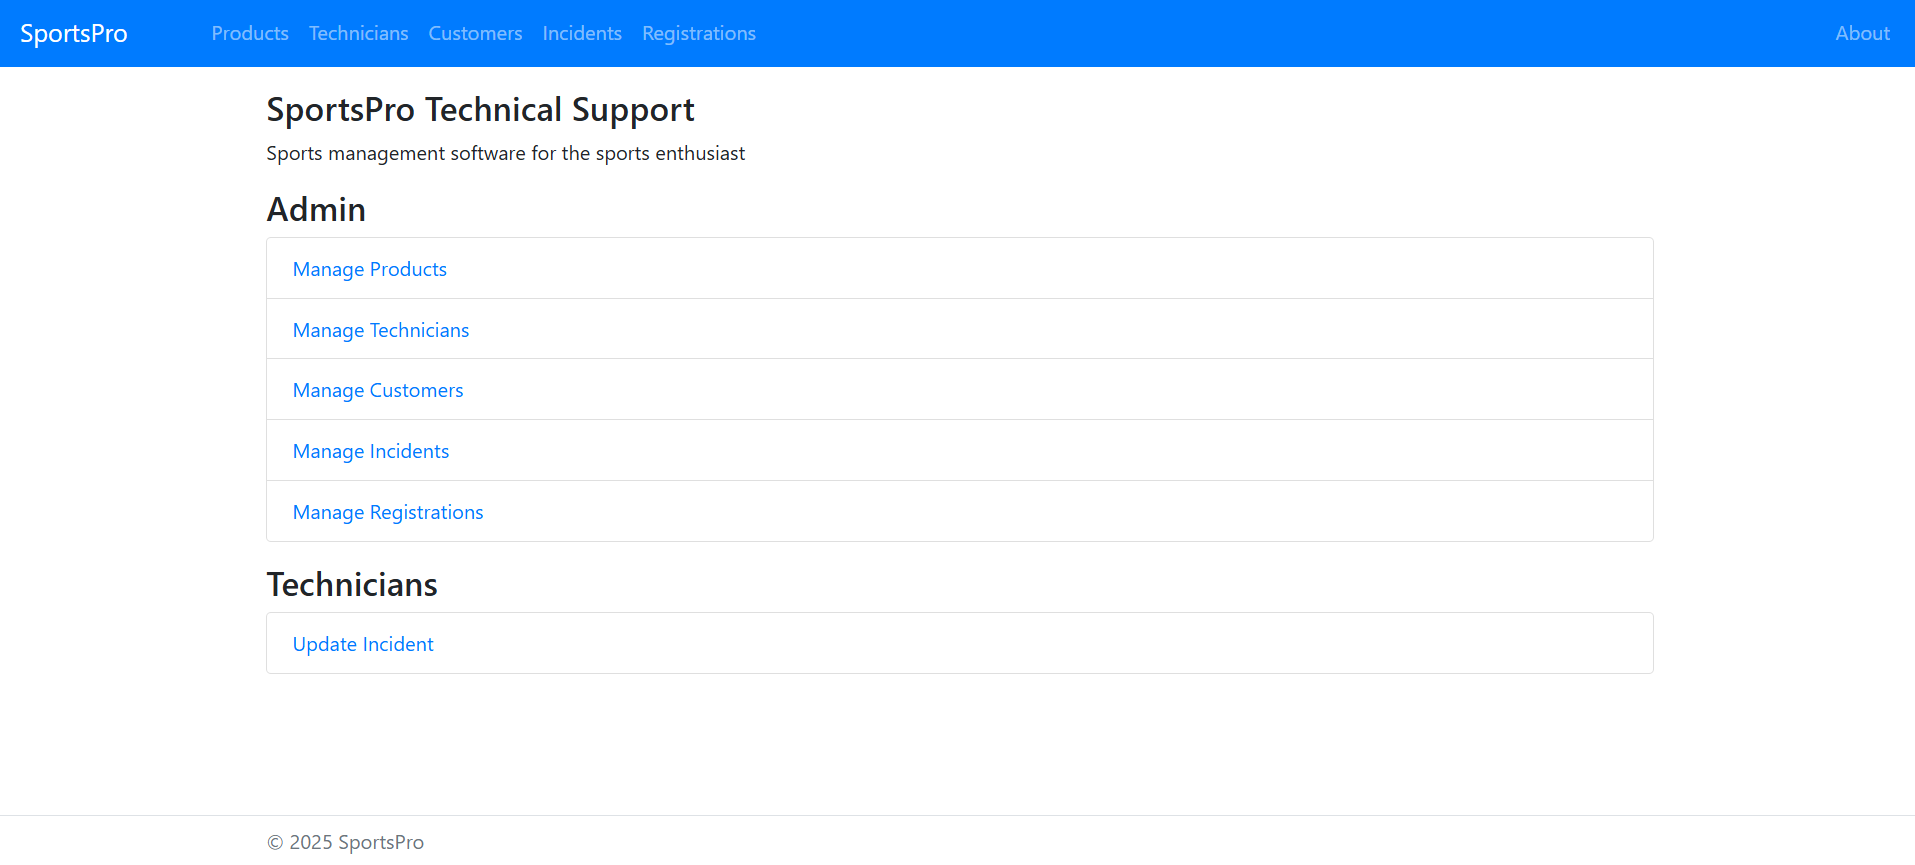 SportsPro Products Technicians Customers Incidents Registrations About
SportsPro Technical Support
Sports management software for the sports enthusiast
Admin
Manage Products
Manage Technicians
Manage Customers
Manage Incidents
Manage Registrations
Technicians
Update Incident
© 2025 SportsPro